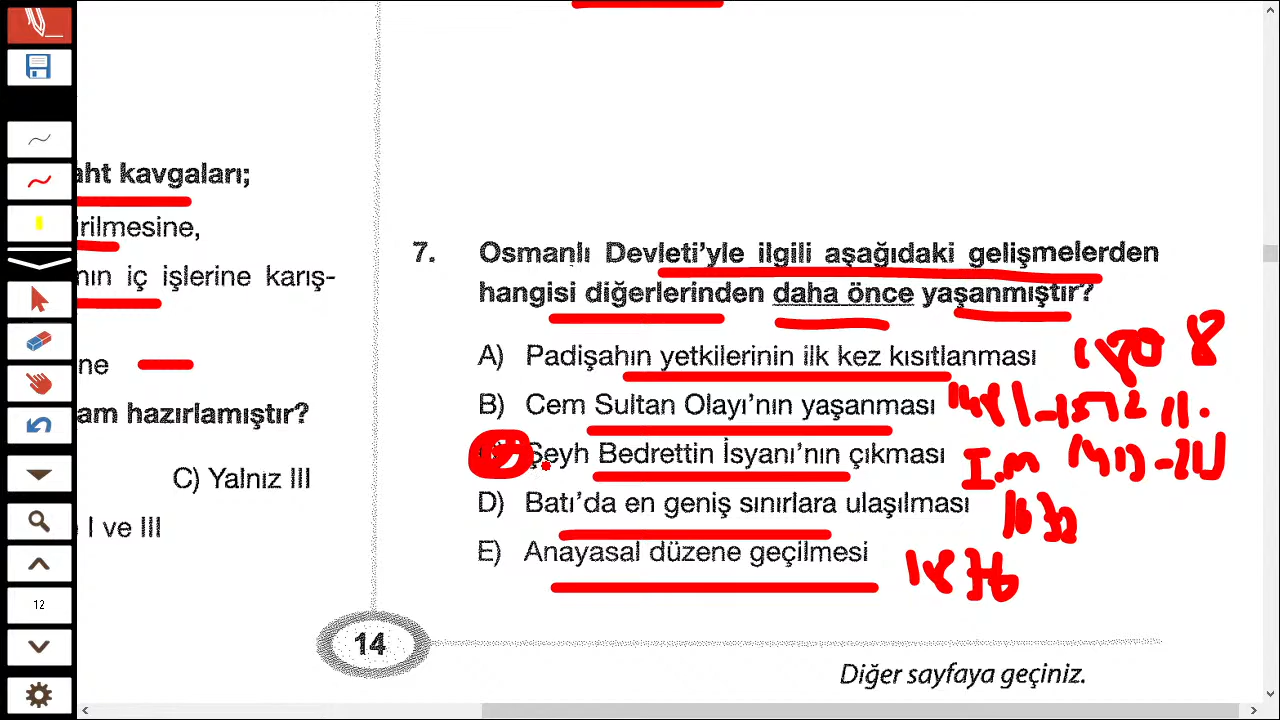 aht kavgaları;
irilmesine,
nın iç işlerine karış-
ne
am hazırlamıştır?
C) Yalnız III
I ve III
7. Osmanlı Devleti'yle ilgili aşağıdaki gelişmelerden
hangisi diğerlerinden daha önce yaşanmıştır?
A) Padişahın yetkilerinin ilk kez kısıtlanması 1808
B) Cem Sultan Olayı'nın yaşanması 1481-1512 II.
Şeyh Bedrettin İsyanı'nın çıkması I.m 1413-21
D) Batı'da en geniş sınırlara ulaşılması
E) Anayasal düzene geçilmesi 1876
14
Diğer sayfaya geçiniz.
12